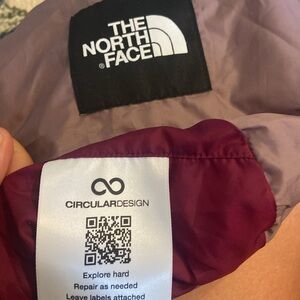 THE
NORTH
FACE
CIRCULARDESIGN
Explore hard
Repair as needed
Leave labels attached